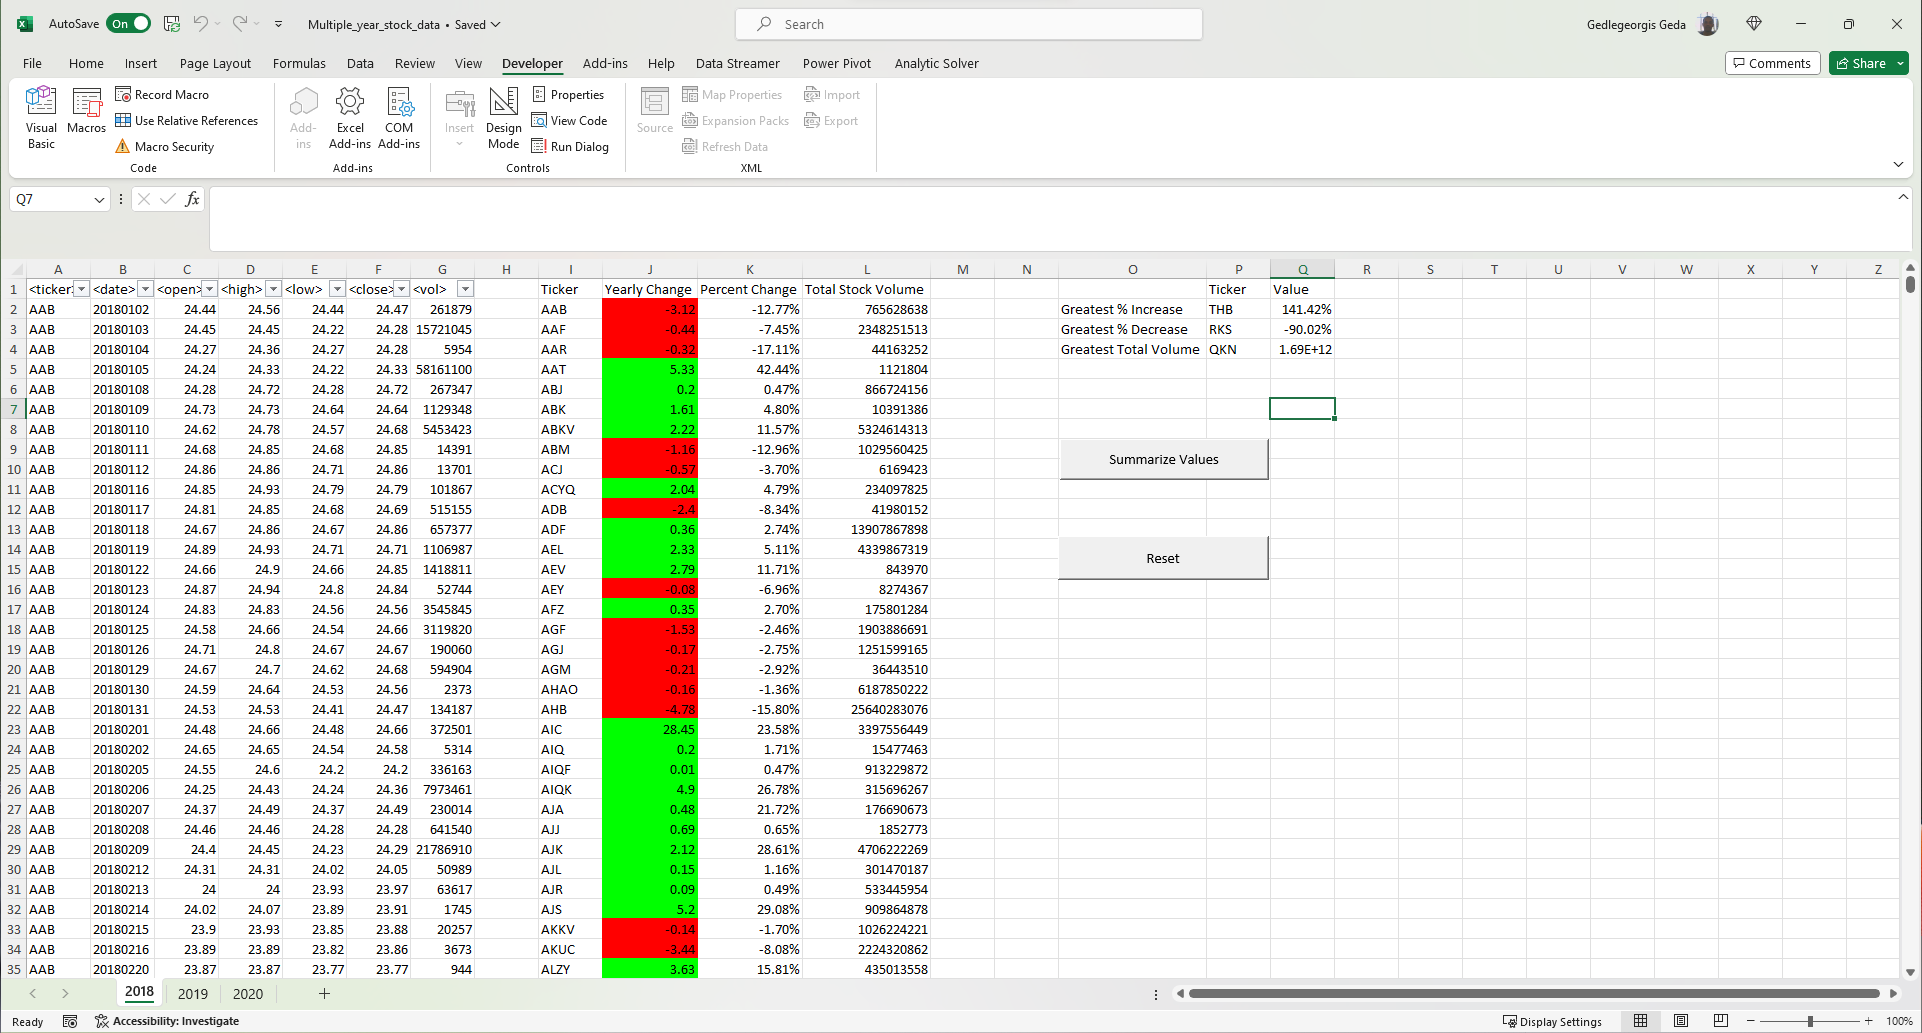 AutoSave On Multiple_year_stock_data • Saved Search Gedlegeorgis Geda
File Home Insert Page Layout Formulas Data Review View Developer Add-ins Help Data Streamer Power Pivot Analytic Solver Comments Share
Visual Basic Macros Record Macro Use Relative References Macro Security Code
Add-ins Excel Add-ins COM Add-ins Add-ins
Insert Design Mode Properties View Code Run Dialog Controls
Source Map Properties Expansion Packs Refresh Data Import Export XML
Q7 fx
A B C D E F G H I J K L M N O P Q R S T U V W X Y Z
1 <ticker> <date> <open> <high> <low> <close> <vol> Ticker Yearly Change Percent Change Total Stock Volume Ticker Value
2 AAB 20180102 24.44 24.56 24.44 24.47 261879 AAB -3.12 -12.77% 765628638 Greatest % Increase THB 141.42%
3 AAB 20180103 24.45 24.45 24.22 24.28 15721045 AAF -0.44 -7.45% 2348251513 Greatest % Decrease RKS -90.02%
4 AAB 20180104 24.27 24.36 24.27 24.28 5954 AAR -0.32 -17.11% 44163252 Greatest Total Volume QKN 1.69E+12
5 AAB 20180105 24.24 24.33 24.22 24.33 58161100 AAT 5.33 42.44% 1121804
6 AAB 20180108 24.28 24.72 24.28 24.72 267347 ABJ 0.2 0.47% 866724156
7 AAB 20180109 24.73 24.73 24.64 24.64 1129348 ABK 1.61 4.80% 10391386
8 AAB 20180110 24.62 24.78 24.57 24.68 5453423 ABKV 2.22 11.57% 5324614313
9 AAB 20180111 24.68 24.85 24.68 24.85 14391 ABM -1.16 -12.96% 1029560425
10 AAB 20180112 24.86 24.86 24.71 24.86 13701 ACJ -0.57 -3.70% 6169423
Summarize Values
11 AAB 20180116 24.85 24.93 24.79 24.79 101867 ACYQ 2.04 4.79% 234097825
12 AAB 20180117 24.81 24.85 24.68 24.69 515155 ADB -2.4 -8.34% 41980152
13 AAB 20180118 24.67 24.86 24.67 24.86 657377 ADF 0.36 2.74% 13907867898
14 AAB 20180119 24.89 24.93 24.71 24.71 1106987 AEL 2.33 5.11% 4339867319
Reset
15 AAB 20180122 24.66 24.9 24.66 24.85 1418811 AEV 2.79 11.71% 843970
16 AAB 20180123 24.87 24.94 24.8 24.84 52744 AEY -0.08 -6.96% 8274367
17 AAB 20180124 24.83 24.83 24.56 24.56 3545845 AFZ 0.35 2.70% 175801284
18 AAB 20180125 24.58 24.66 24.54 24.66 3119820 AGF -1.53 -2.46% 1903886691
19 AAB 20180126 24.71 24.8 24.67 24.67 190060 AGJ -0.17 -2.75% 1251599165
20 AAB 20180129 24.67 24.7 24.62 24.68 594904 AGM -0.21 -2.92% 36443510
21 AAB 20180130 24.59 24.64 24.53 24.56 2373 AHAO -0.16 -1.36% 6187850222
22 AAB 20180131 24.53 24.53 24.41 24.47 134187 AHB -4.78 -15.80% 25640283076
23 AAB 20180201 24.48 24.66 24.48 24.66 372501 AIC 28.45 23.58% 3397556449
24 AAB 20180202 24.65 24.65 24.54 24.58 5314 AIQ 0.2 1.71% 15477463
25 AAB 20180205 24.55 24.6 24.2 24.2 336163 AIQF 0.01 0.47% 913229872
26 AAB 20180206 24.25 24.43 24.24 24.36 7973461 AIQK 4.9 26.78% 315696267
27 AAB 20180207 24.37 24.49 24.37 24.49 230014 AJA 0.48 21.72% 176690673
28 AAB 20180208 24.46 24.46 24.28 24.28 641540 AJJ 0.69 0.65% 1852773
29 AAB 20180209 24.4 24.45 24.23 24.29 21786910 AJK 2.12 28.61% 4706222269
30 AAB 20180212 24.31 24.31 24.02 24.05 50989 AJL 0.15 1.16% 301470187
31 AAB 20180213 24 24 23.93 23.97 63617 AJR 0.09 0.49% 533445954
32 AAB 20180214 24.02 24.07 23.89 23.91 1745 AJS 5.2 29.08% 909864878
33 AAB 20180215 23.9 23.93 23.85 23.88 20257 AKKV -0.14 -1.70% 1026224221
34 AAB 20180216 23.89 23.89 23.82 23.86 3673 AKUC -3.44 -8.08% 2224320862
35 AAB 20180220 23.87 23.87 23.77 23.77 944 ALZY 3.63 15.81% 435013558
2018 2019 2020 +
Ready Accessibility: Investigate Display Settings 100%